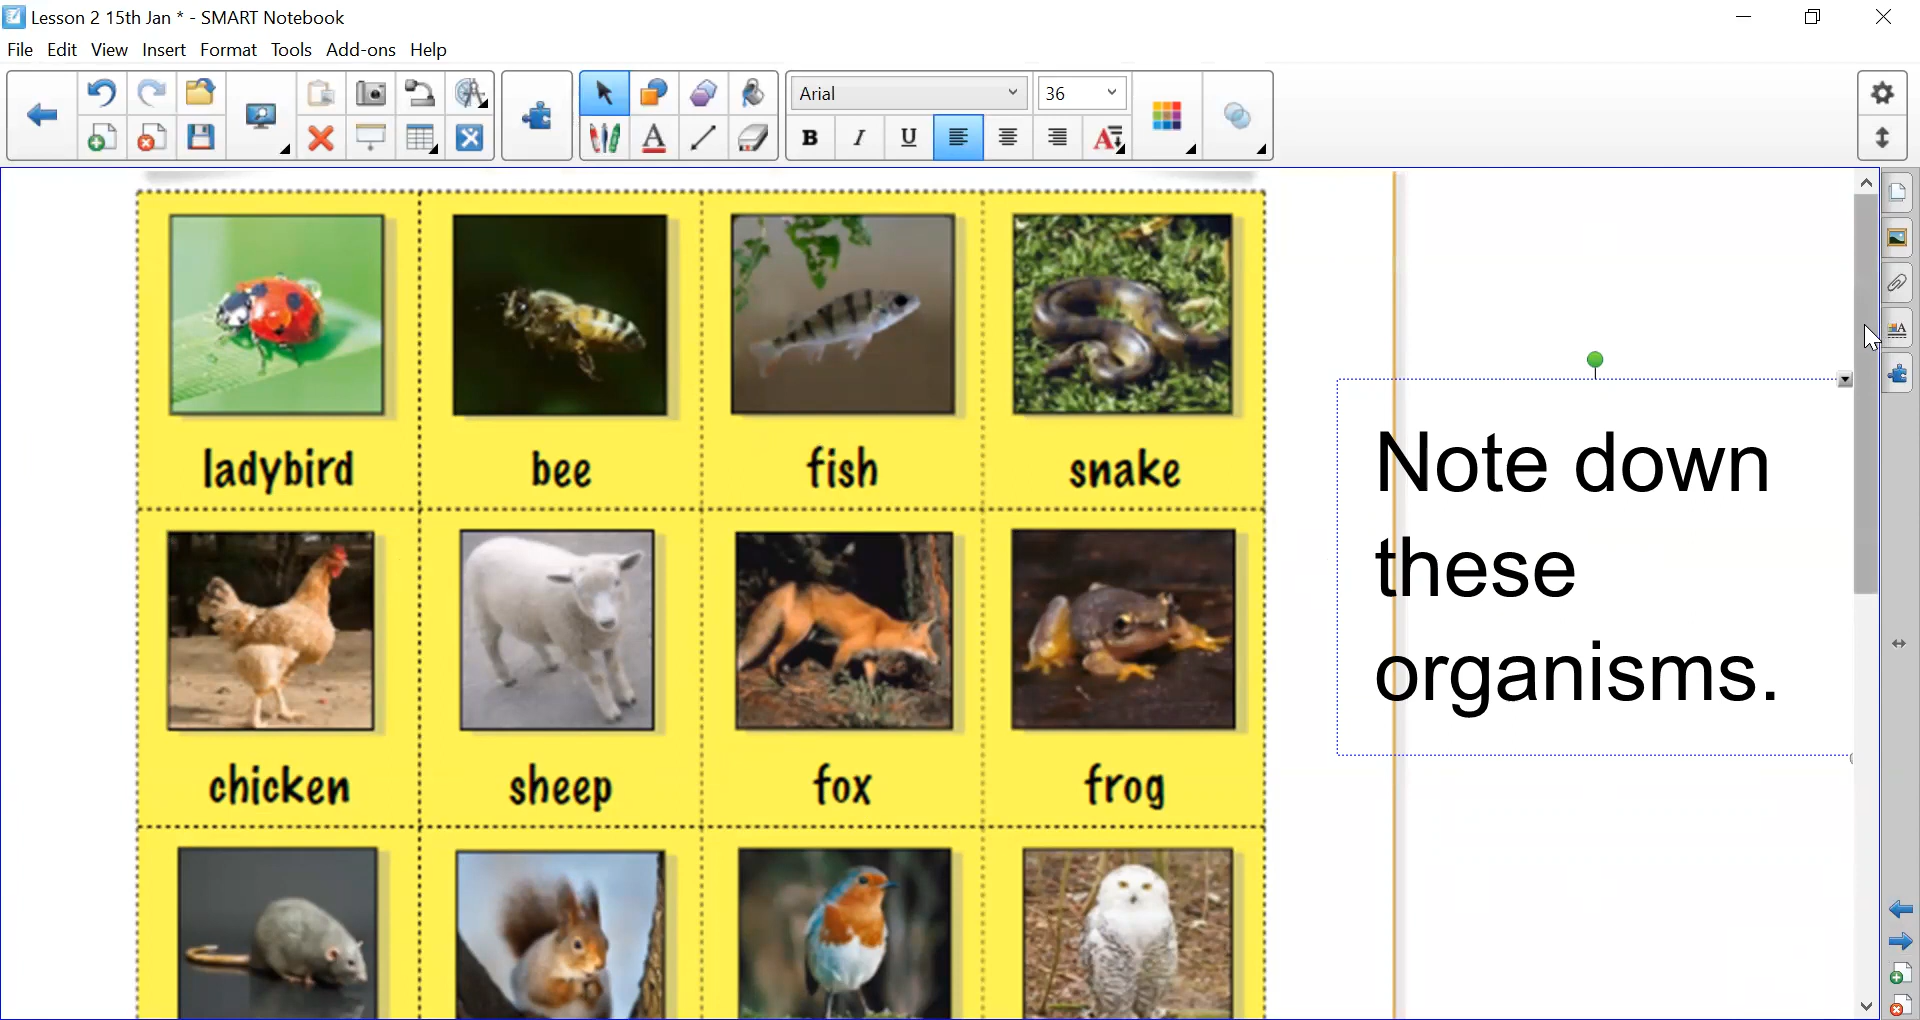 Lesson 2 15th Jan * - SMART Notebook
File Edit View Insert Format Tools Add-ons Help
Arial 36
B I U A
ladybird bee fish snake
Note down
these
organisms.
chicken sheep fox frog